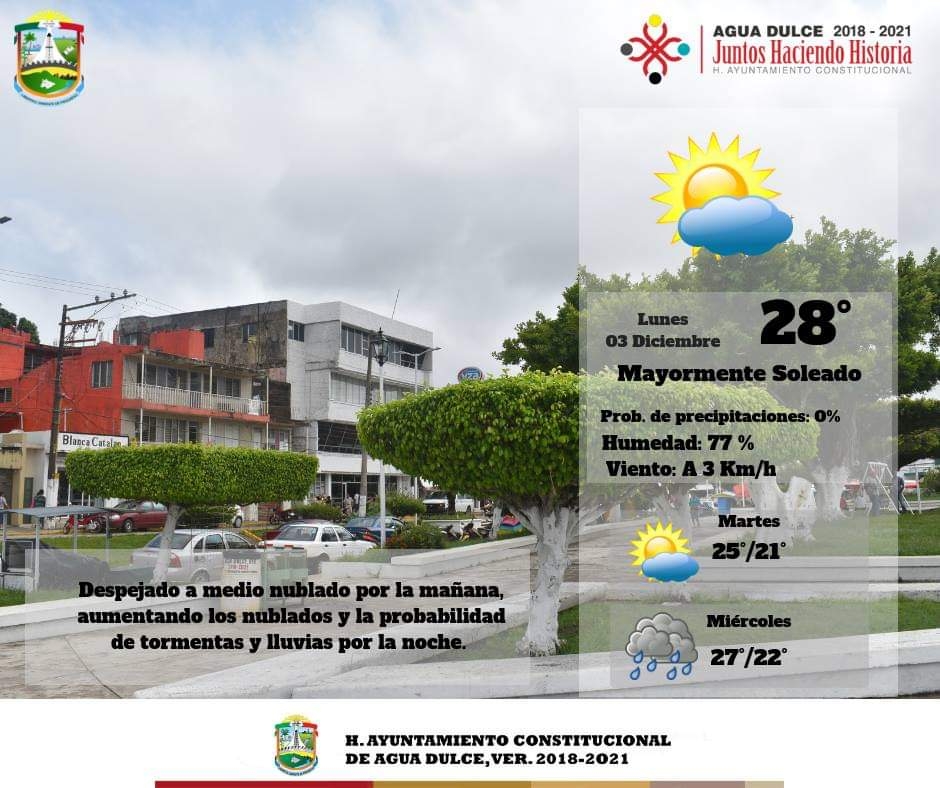 AGUA DULCE 2018 - 2021
Juntos Haciendo Historia
H. AYUNTAMIENTO CONSTITUCIONAL
Lunes
03 Diciembre
28°
Mayormente Soleado
Prob. de precipitaciones: 0%
Humedad: 77 %
Viento: A 3 Km/h
Martes
25°/21°
Miércoles
27°/22°
Blanca Catalan
Despejado a medio nublado por la mañana,
aumentando los nublados y la probabilidad
de tormentas y lluvias por la noche.
H. AYUNTAMIENTO CONSTITUCIONAL
DE AGUA DULCE,VER. 2018-2021